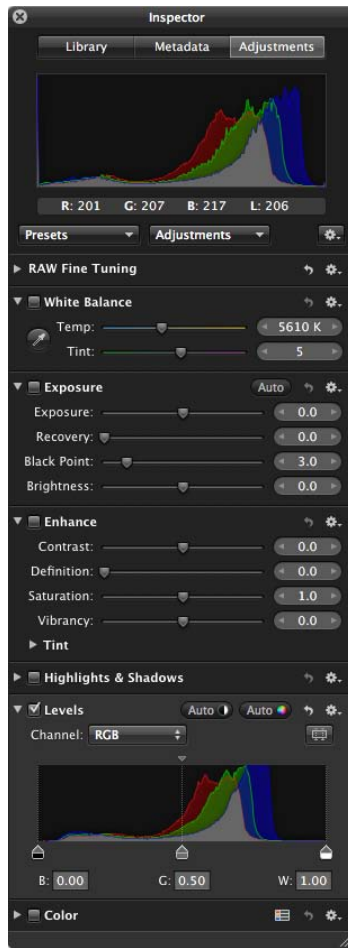 Inspector
Library Metadata Adjustments
R: 201 G: 207 B: 217 L: 206
Presets Adjustments
RAW Fine Tuning
White Balance
Temp: 5610 K
Tint: 5
Exposure Auto
Exposure: 0.0
Recovery: 0.0
Black Point: 3.0
Brightness: 0.0
Enhance
Contrast: 0.0
Definition: 0.0
Saturation: 1.0
Vibrancy: 0.0
Tint
Highlights & Shadows
Levels Auto Auto
Channel: RGB
B: 0.00 G: 0.50 W: 1.00
Color